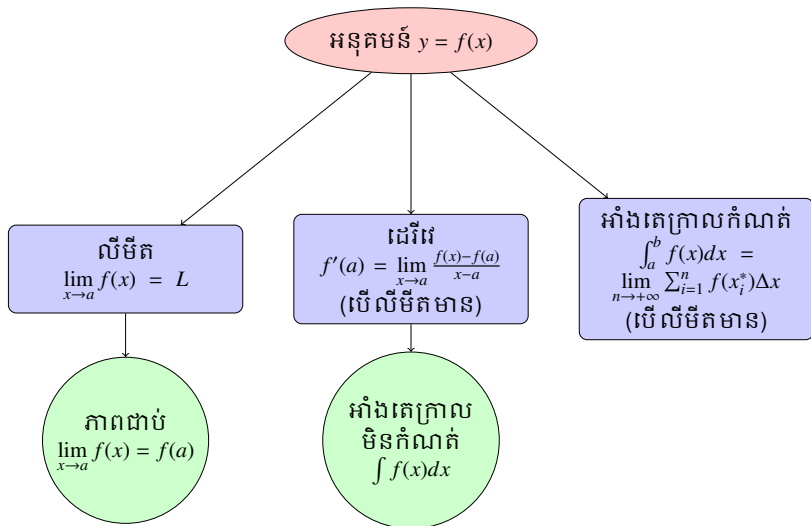 អនុគមន៍ y = f(x)
លីមីត
lim_{x→a} f(x) = L
ដេរីវេ
f′(a) = lim_{x→a} \frac{f(x)−f(a)}{x−a}
(បើលីមីតមាន)
អាំងតេក្រាលកំណត់
∫_a^b f(x)dx =
lim_{n→+∞} ∑_{i=1}^n f(x_i^*)Δx
(បើលីមីតមាន)
ភាពជាប់
lim_{x→a} f(x) = f(a)
អាំងតេក្រាល
មិនកំណត់
∫ f(x)dx